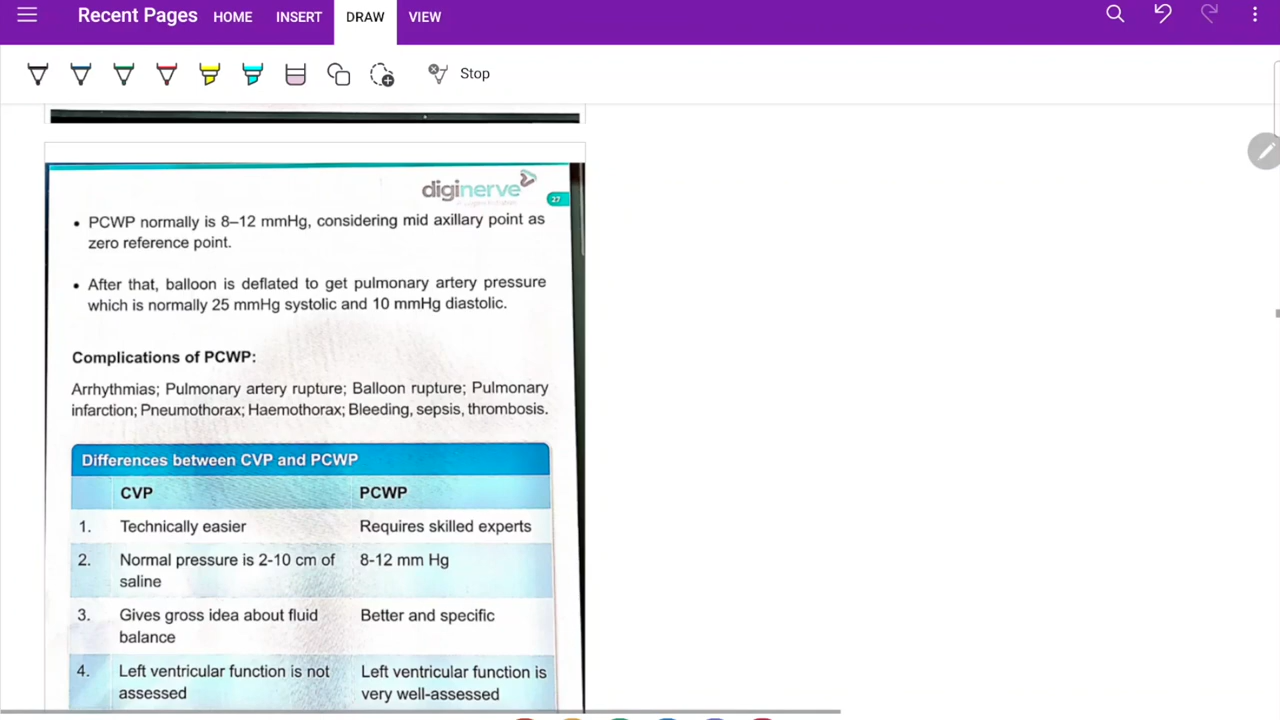 Recent Pages HOME INSERT DRAW VIEW
Stop
diginerve
27
• PCWP normally is 8–12 mmHg, considering mid axillary point as
zero reference point.
• After that, balloon is deflated to get pulmonary artery pressure
which is normally 25 mmHg systolic and 10 mmHg diastolic.
Complications of PCWP:
Arrhythmias; Pulmonary artery rupture; Balloon rupture; Pulmonary
infarction; Pneumothorax; Haemothorax; Bleeding, sepsis, thrombosis.
Differences between CVP and PCWP
CVP PCWP
1. Technically easier Requires skilled experts
2. Normal pressure is 2-10 cm of 8-12 mm Hg
saline
3. Gives gross idea about fluid Better and specific
balance
4. Left ventricular function is not Left ventricular function is
assessed very well-assessed